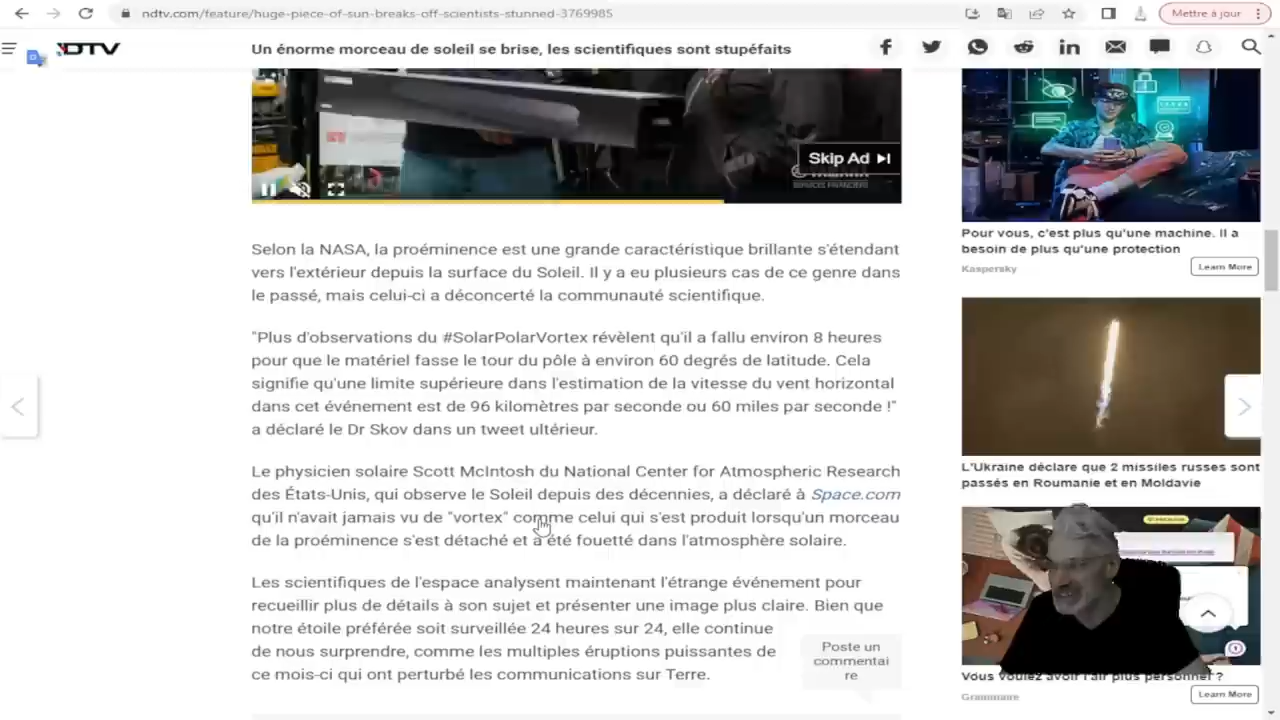 ndtv.com/feature/huge-piece-of-sun-breaks-off-scientists-stunned-3769985
Mettre à jour
NDTV
Un énorme morceau de soleil se brise, les scientifiques sont stupéfaits
Skip Ad
SERVICES FINANCIERS
Selon la NASA, la proéminence est une grande caractéristique brillante s'étendant
vers l'extérieur depuis la surface du Soleil. Il y a eu plusieurs cas de ce genre dans
le passé, mais celui-ci a déconcerté la communauté scientifique.
"Plus d'observations du #SolarPolarVortex révèlent qu'il a fallu environ 8 heures
pour que le matériel fasse le tour du pôle à environ 60 degrés de latitude. Cela
signifie qu'une limite supérieure dans l'estimation de la vitesse du vent horizontal
dans cet événement est de 96 kilomètres par seconde ou 60 miles par seconde !"
a déclaré le Dr Skov dans un tweet ultérieur.
Le physicien solaire Scott McIntosh du National Center for Atmospheric Research
des États-Unis, qui observe le Soleil depuis des décennies, a déclaré à Space.com
qu'il n'avait jamais vu de "vortex" comme celui qui s'est produit lorsqu'un morceau
de la proéminence s'est détaché et a été fouetté dans l'atmosphère solaire.
Les scientifiques de l'espace analysent maintenant l'étrange événement pour
recueillir plus de détails à son sujet et présenter une image plus claire. Bien que
notre étoile préférée soit surveillée 24 heures sur 24, elle continue
de nous surprendre, comme les multiples éruptions puissantes de
ce mois-ci qui ont perturbé les communications sur Terre.
Poste un
commentai
re
Pour vous, c'est plus qu'une machine. Il a
besoin de plus qu'une protection
Kaspersky
Learn More
L'Ukraine déclare que 2 missiles russes sont
passés en Roumanie et en Moldavie
Vous voulez avoir l'air plus personnel ?
Grammaire
Learn More